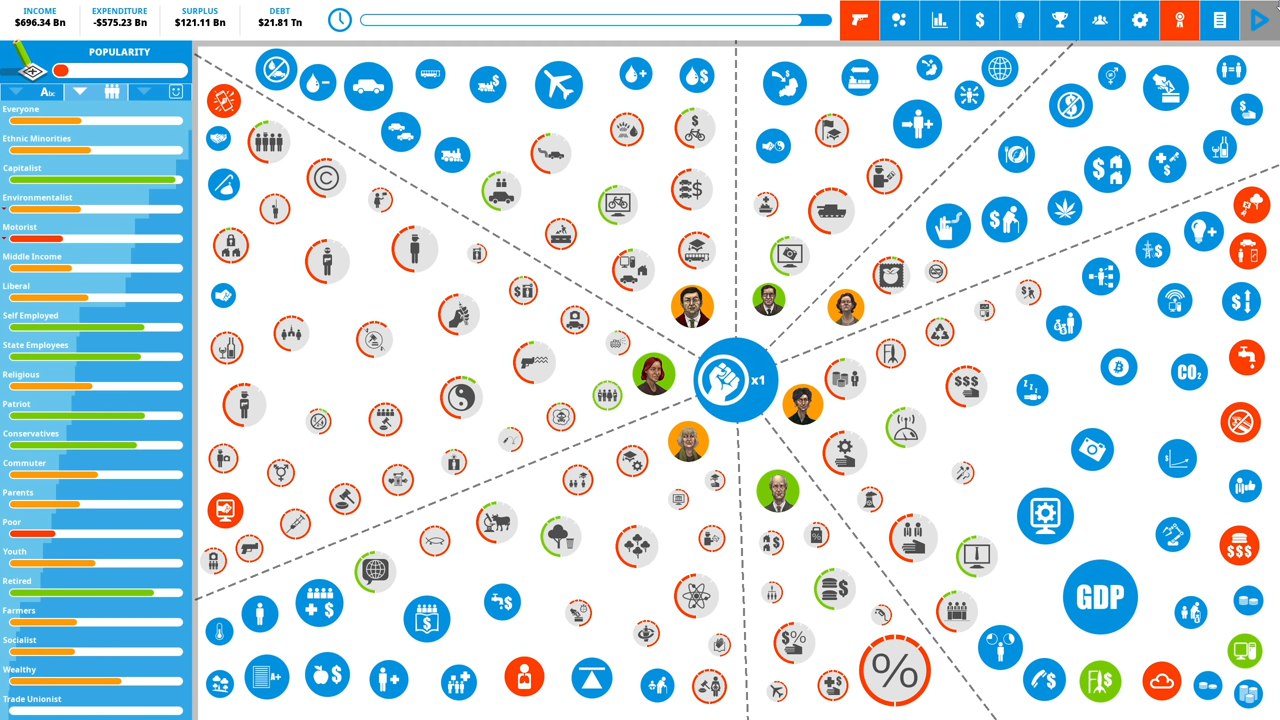 INCOME
$696.34 Bn
EXPENDITURE
-$575.23 Bn
SURPLUS
$121.11 Bn
DEBT
$21.81 Tn
POPULARITY
Abc
Everyone
Ethnic Minorities
Capitalist
Environmentalist
Motorist
Middle Income
Liberal
Self Employed
State Employees
Religious
Patriot
Conservatives
Commuter
Parents
Poor
Youth
Retired
Farmers
Socialist
Wealthy
Trade Unionist
x1
CO2
GDP
A+